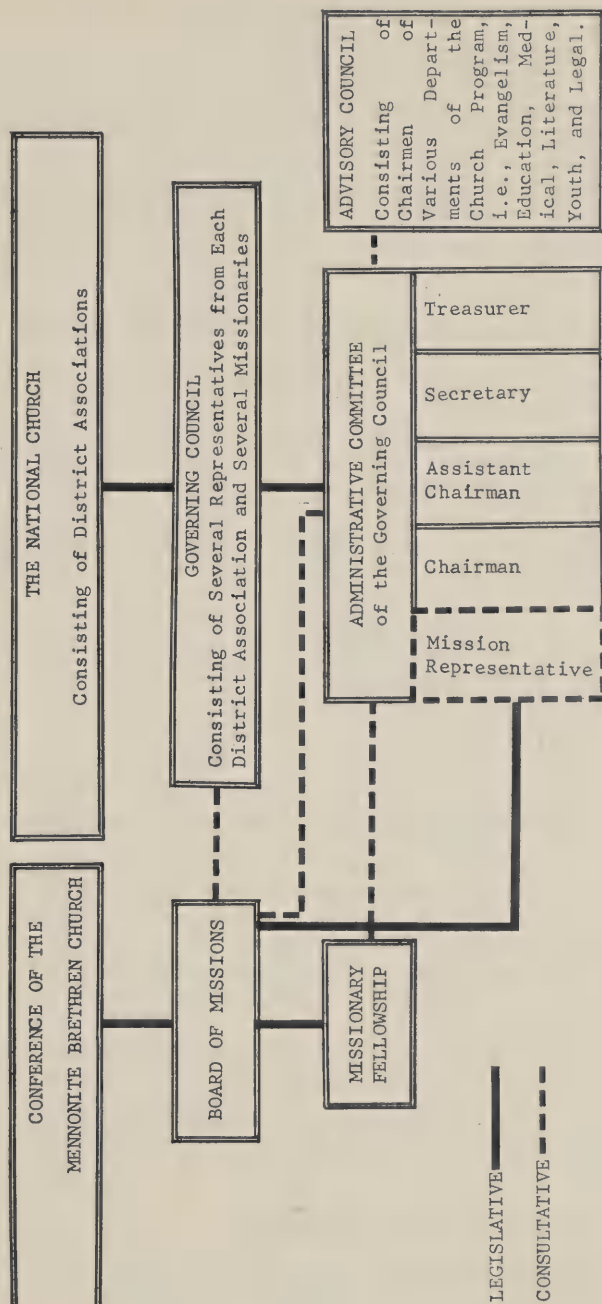 CONFERENCE OF THE
MENNONITE BRETHREN CHURCH
THE NATIONAL CHURCH
Consisting of District Associations
BOARD OF MISSIONS
GOVERNING COUNCIL
Consisting of Several Representatives from Each
District Association and Several Missionaries
MISSIONARY
FELLOWSHIP
ADMINISTRATIVE COMMITTEE
of the Governing Council
Mission
Representative
Chairman
Assistant
Chairman
Secretary
Treasurer
ADVISORY COUNCIL
Consisting of
Chairmen of
Various Depart-
ments of the
Church Program,
i.e., Evangelism,
Education, Med-
ical, Literature,
Youth, and Legal.
LEGISLATIVE
CONSULTATIVE